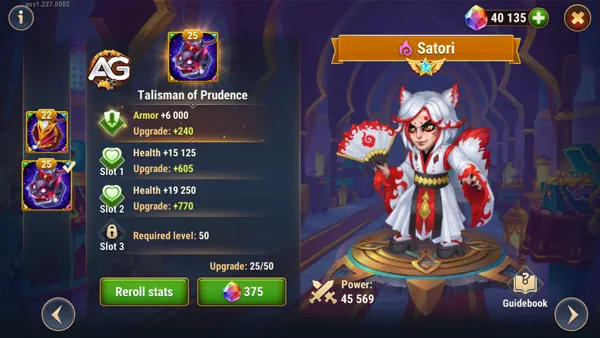 nov1.227.0002
i
40 135
25
AG
Satori
Talisman of Prudence
Armor +6 000
Upgrade: +240
22
Health +15 125
Upgrade: +605
Slot 1
25
Health +19 250
Upgrade: +770
Slot 2
Required level: 50
Slot 3
Upgrade: 25/50
Reroll stats
375
Power:
45 569
?
Guidebook